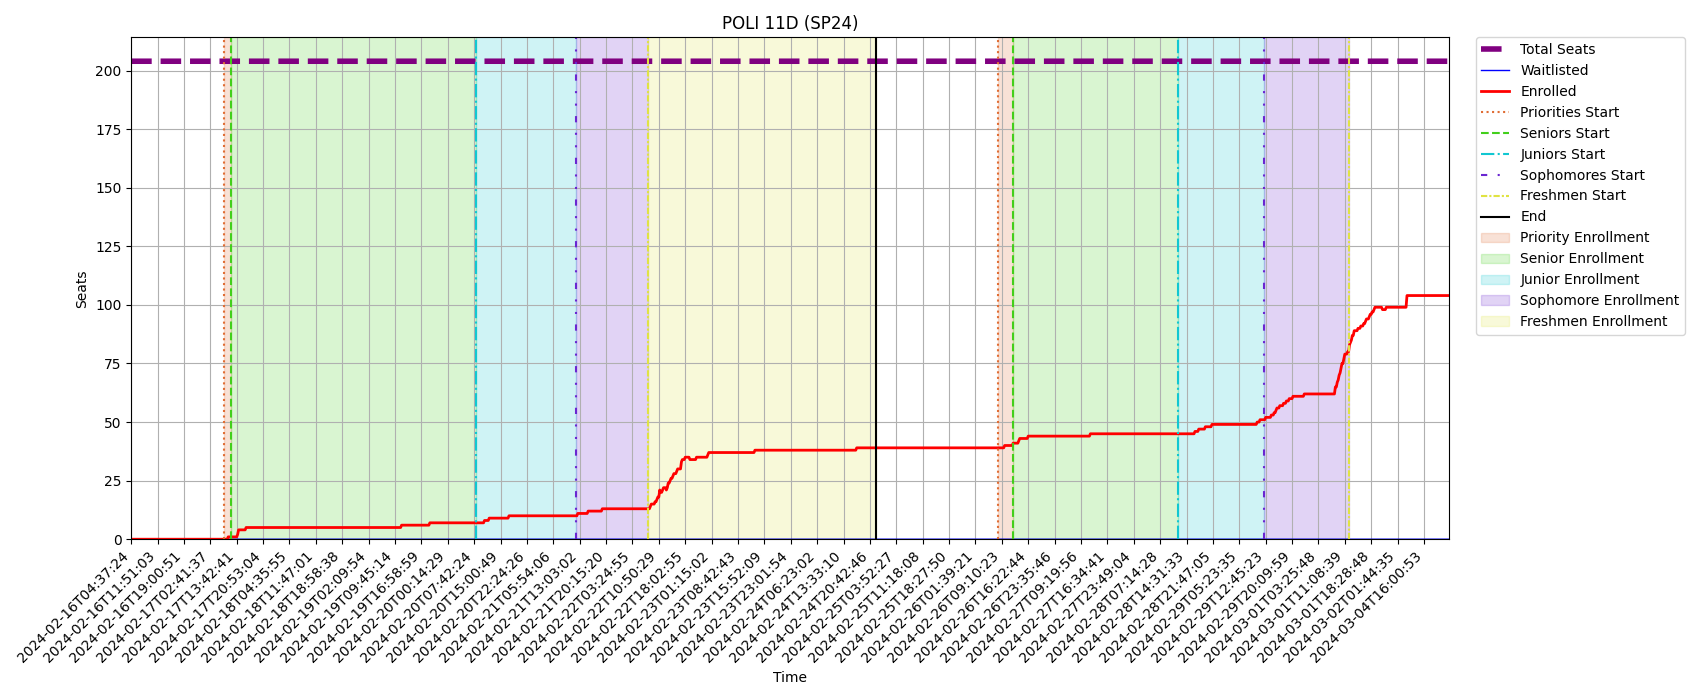 POLI 11D (SP24)
Seats
200
175
150
125
100
75
50
25
0
2024-02-16T04:37:24
2024-02-16T11:51:03
2024-02-16T19:00:51
2024-02-17T02:41:37
2024-02-17T13:42:41
2024-02-17T20:53:04
2024-02-18T04:35:55
2024-02-18T11:47:01
2024-02-18T18:58:38
2024-02-19T02:09:54
2024-02-19T09:45:14
2024-02-19T16:58:59
2024-02-20T00:14:29
2024-02-20T07:42:24
2024-02-20T15:00:49
2024-02-20T22:24:26
2024-02-21T05:54:06
2024-02-21T13:03:02
2024-02-21T20:15:20
2024-02-22T03:24:55
2024-02-22T10:50:29
2024-02-22T18:02:55
2024-02-23T01:15:02
2024-02-23T08:42:43
2024-02-23T15:52:09
2024-02-23T23:01:54
2024-02-24T06:23:02
2024-02-24T13:33:10
2024-02-24T20:42:46
2024-02-25T03:52:27
2024-02-25T11:18:08
2024-02-25T18:27:50
2024-02-26T01:39:21
2024-02-26T09:10:23
2024-02-26T16:22:44
2024-02-26T23:35:46
2024-02-27T09:19:56
2024-02-27T16:34:41
2024-02-27T23:49:04
2024-02-28T07:14:28
2024-02-28T14:31:33
2024-02-28T21:47:05
2024-02-29T05:23:35
2024-02-29T12:45:23
2024-02-29T20:09:59
2024-03-01T03:25:48
2024-03-01T11:08:39
2024-03-01T18:28:48
2024-03-02T01:44:35
2024-03-04T16:00:53
Time
Total Seats
Waitlisted
Enrolled
Priorities Start
Seniors Start
Juniors Start
Sophomores Start
Freshmen Start
End
Priority Enrollment
Senior Enrollment
Junior Enrollment
Sophomore Enrollment
Freshmen Enrollment